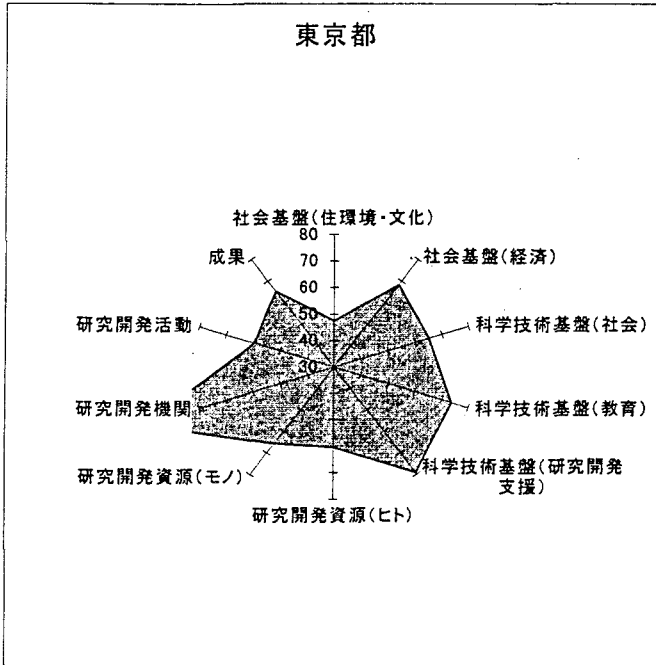 東京都
社会基盤(住環境・文化)
80
70
60
50
40
30
成果
社会基盤(経済)
研究開発活動
科学技術基盤(社会)
研究開発機関
科学技術基盤(教育)
研究開発資源(モノ)
科学技術基盤(研究開発
支援)
研究開発資源(ヒト)